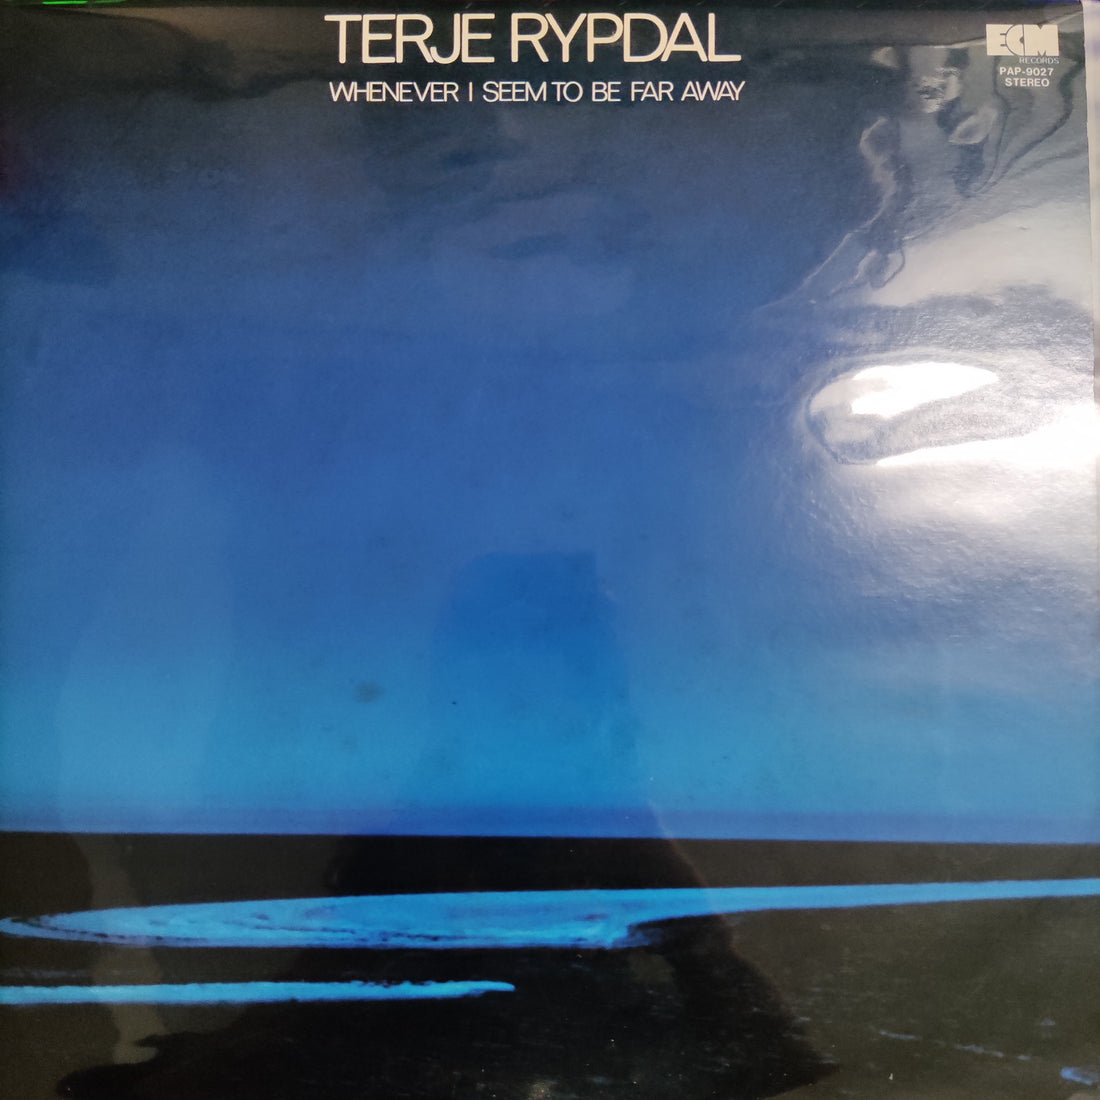 TERJE RYPDAL
WHENEVER I SEEM TO BE FAR AWAY
ECM
RECORDS
PAP-9027
STEREO